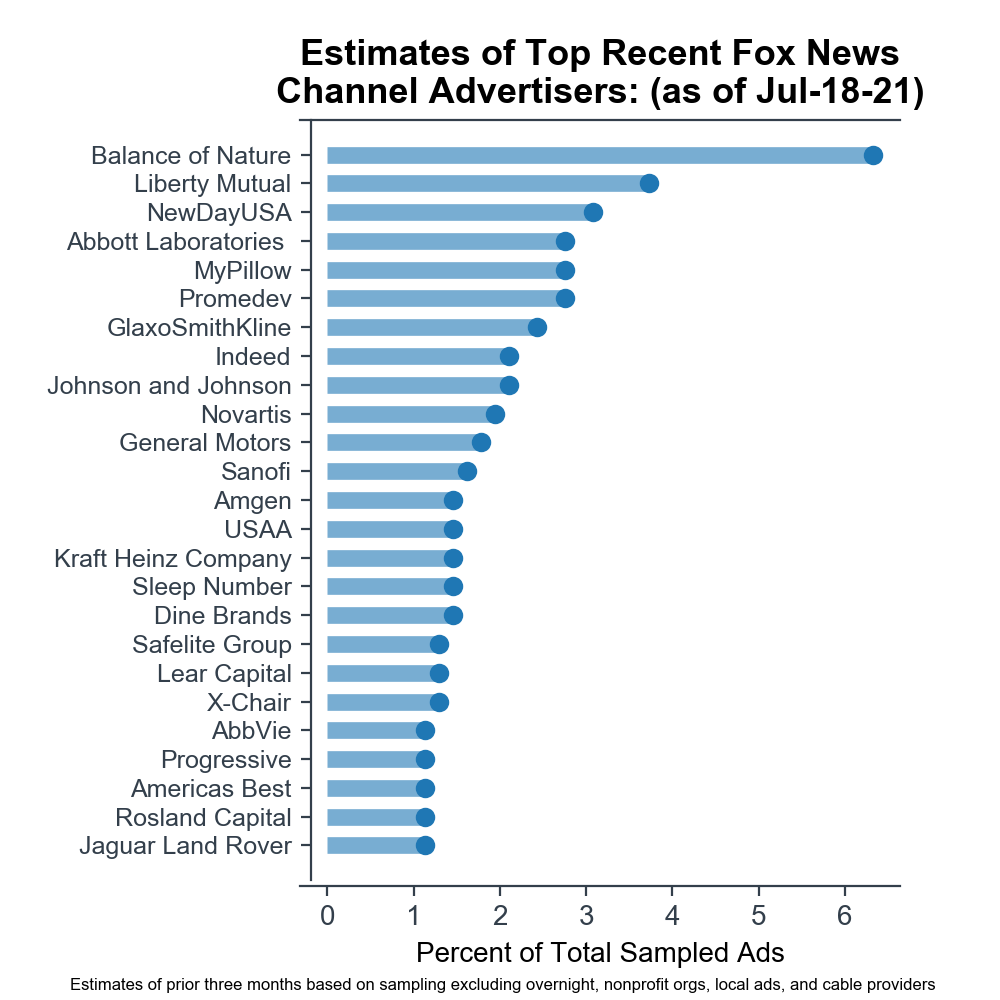 Estimates of Top Recent Fox News
Channel Advertisers: (as of Jul-18-21)
Balance of Nature
Liberty Mutual
NewDayUSA
Abbott Laboratories
MyPillow
Promedev
GlaxoSmithKline
Indeed
Johnson and Johnson
Novartis
General Motors
Sanofi
Amgen
USAA
Kraft Heinz Company
Sleep Number
Dine Brands
Safelite Group
Lear Capital
X-Chair
AbbVie
Progressive
Americas Best
Rosland Capital
Jaguar Land Rover
0 1 2 3 4 5 6
Percent of Total Sampled Ads
Estimates of prior three months based on sampling excluding overnight, nonprofit orgs, local ads, and cable providers